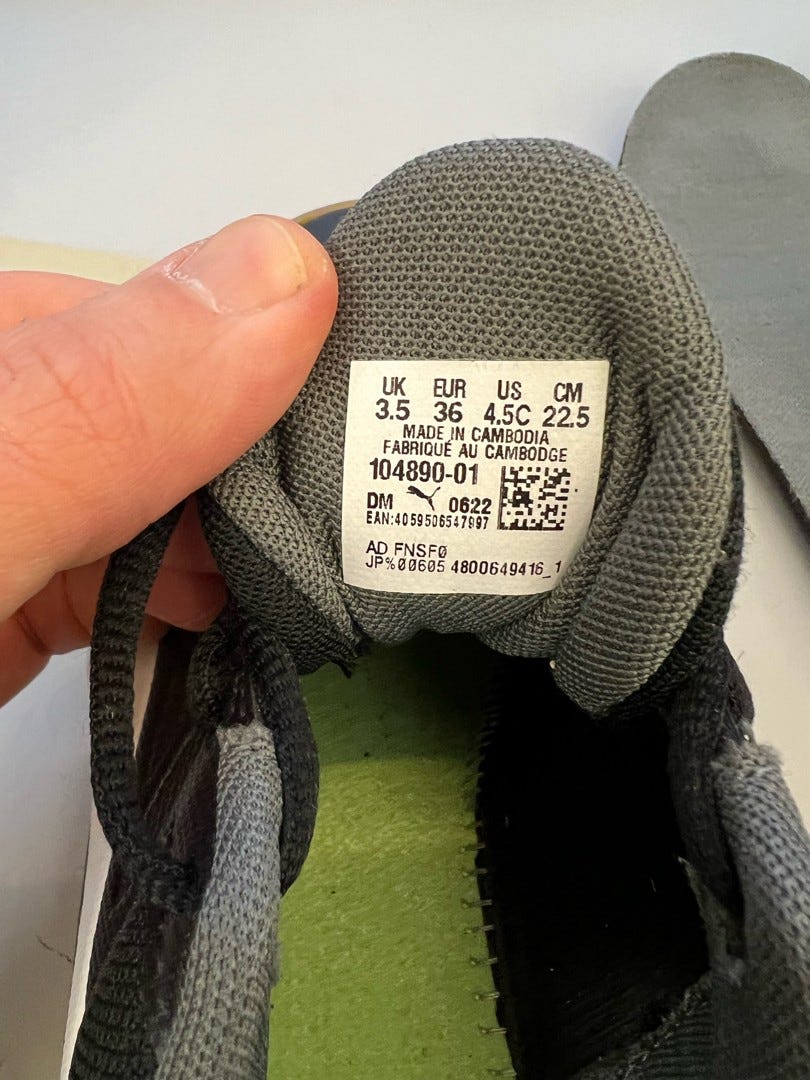 UK EUR US CM
3.5 36 4.5C 22.5
MADE IN CAMBODIA
FABRIQUÉ AU CAMBODGE
104890-01
DM 0622
EAN:4059506547997
AD FNSF0
JP%00605 4800649416_1